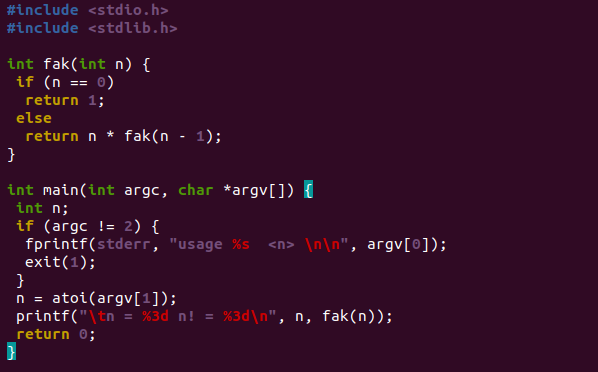 #include <stdio.h>
#include <stdlib.h>

int fak(int n) {
 if (n == 0)
  return 1;
 else
  return n * fak(n - 1);
}

int main(int argc, char *argv[]) {
 int n;
 if (argc != 2) {
  fprintf(stderr, "usage %s  <n> \n\n", argv[0]);
  exit(1);
 }
 n = atoi(argv[1]);
 printf("\tn = %3d n! = %3d\n", n, fak(n));
 return 0;
}